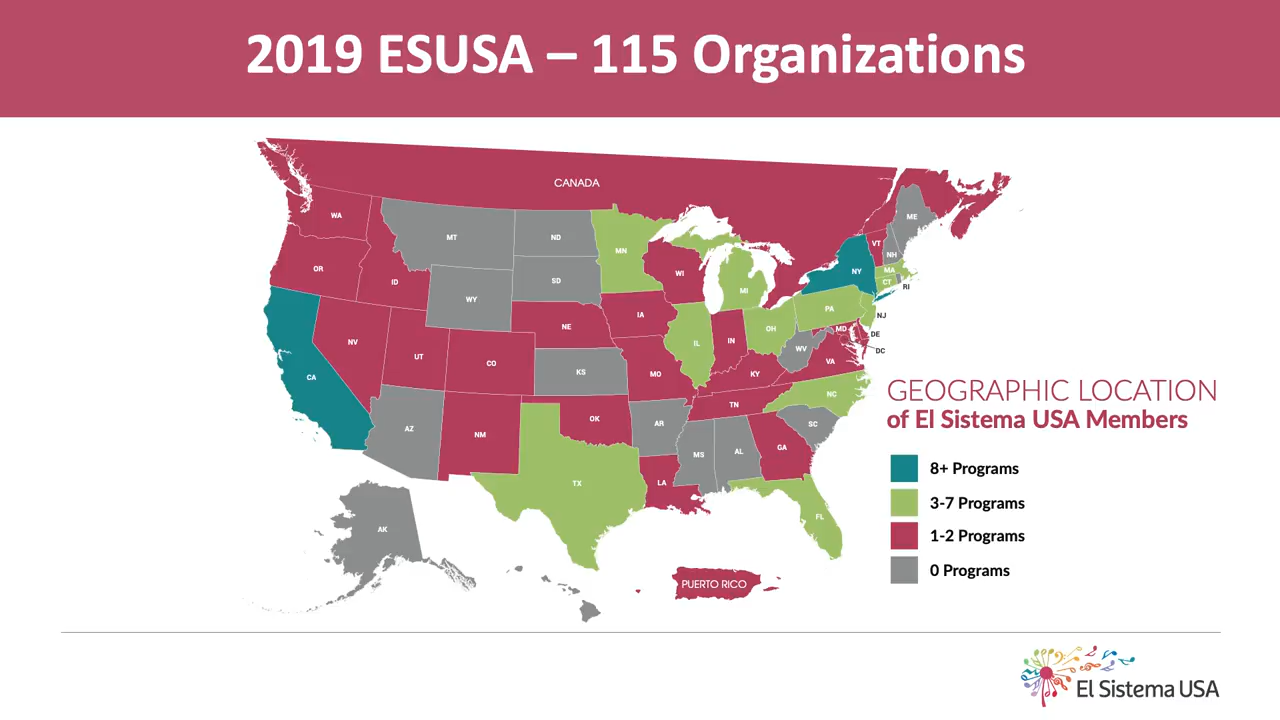 2019 ESUSA – 115 Organizations
CANADA
WA
MT
ND
MN
ME
VT
NH
OR
ID
SD
WI
NY
MA
CT
RI
WY
MI
NE
IA
PA
NJ
NV
UT
CO
IL
IN
OH
MD
DE
DC
WV
VA
CA
KS
MO
KY
AZ
NM
OK
AR
TN
NC
SC
MS
AL
GA
TX
LA
FL
AK
PUERTO RICO
GEOGRAPHIC LOCATION
of El Sistema USA Members
8+ Programs
3-7 Programs
1-2 Programs
0 Programs
El Sistema USA